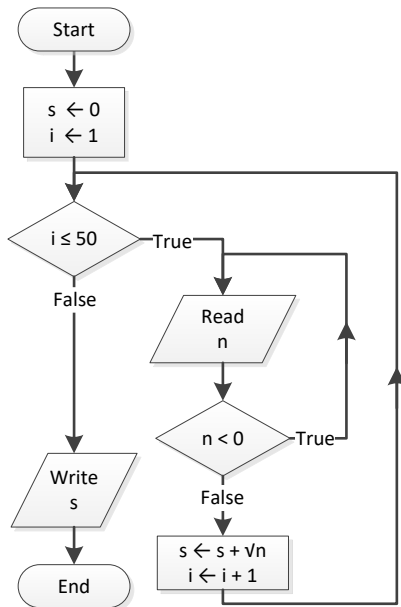 Start
s ← 0
i ← 1
i ≤ 50
True
False
Read
n
n < 0
True
False
s ← s + √n
i ← i + 1
Write
s
End